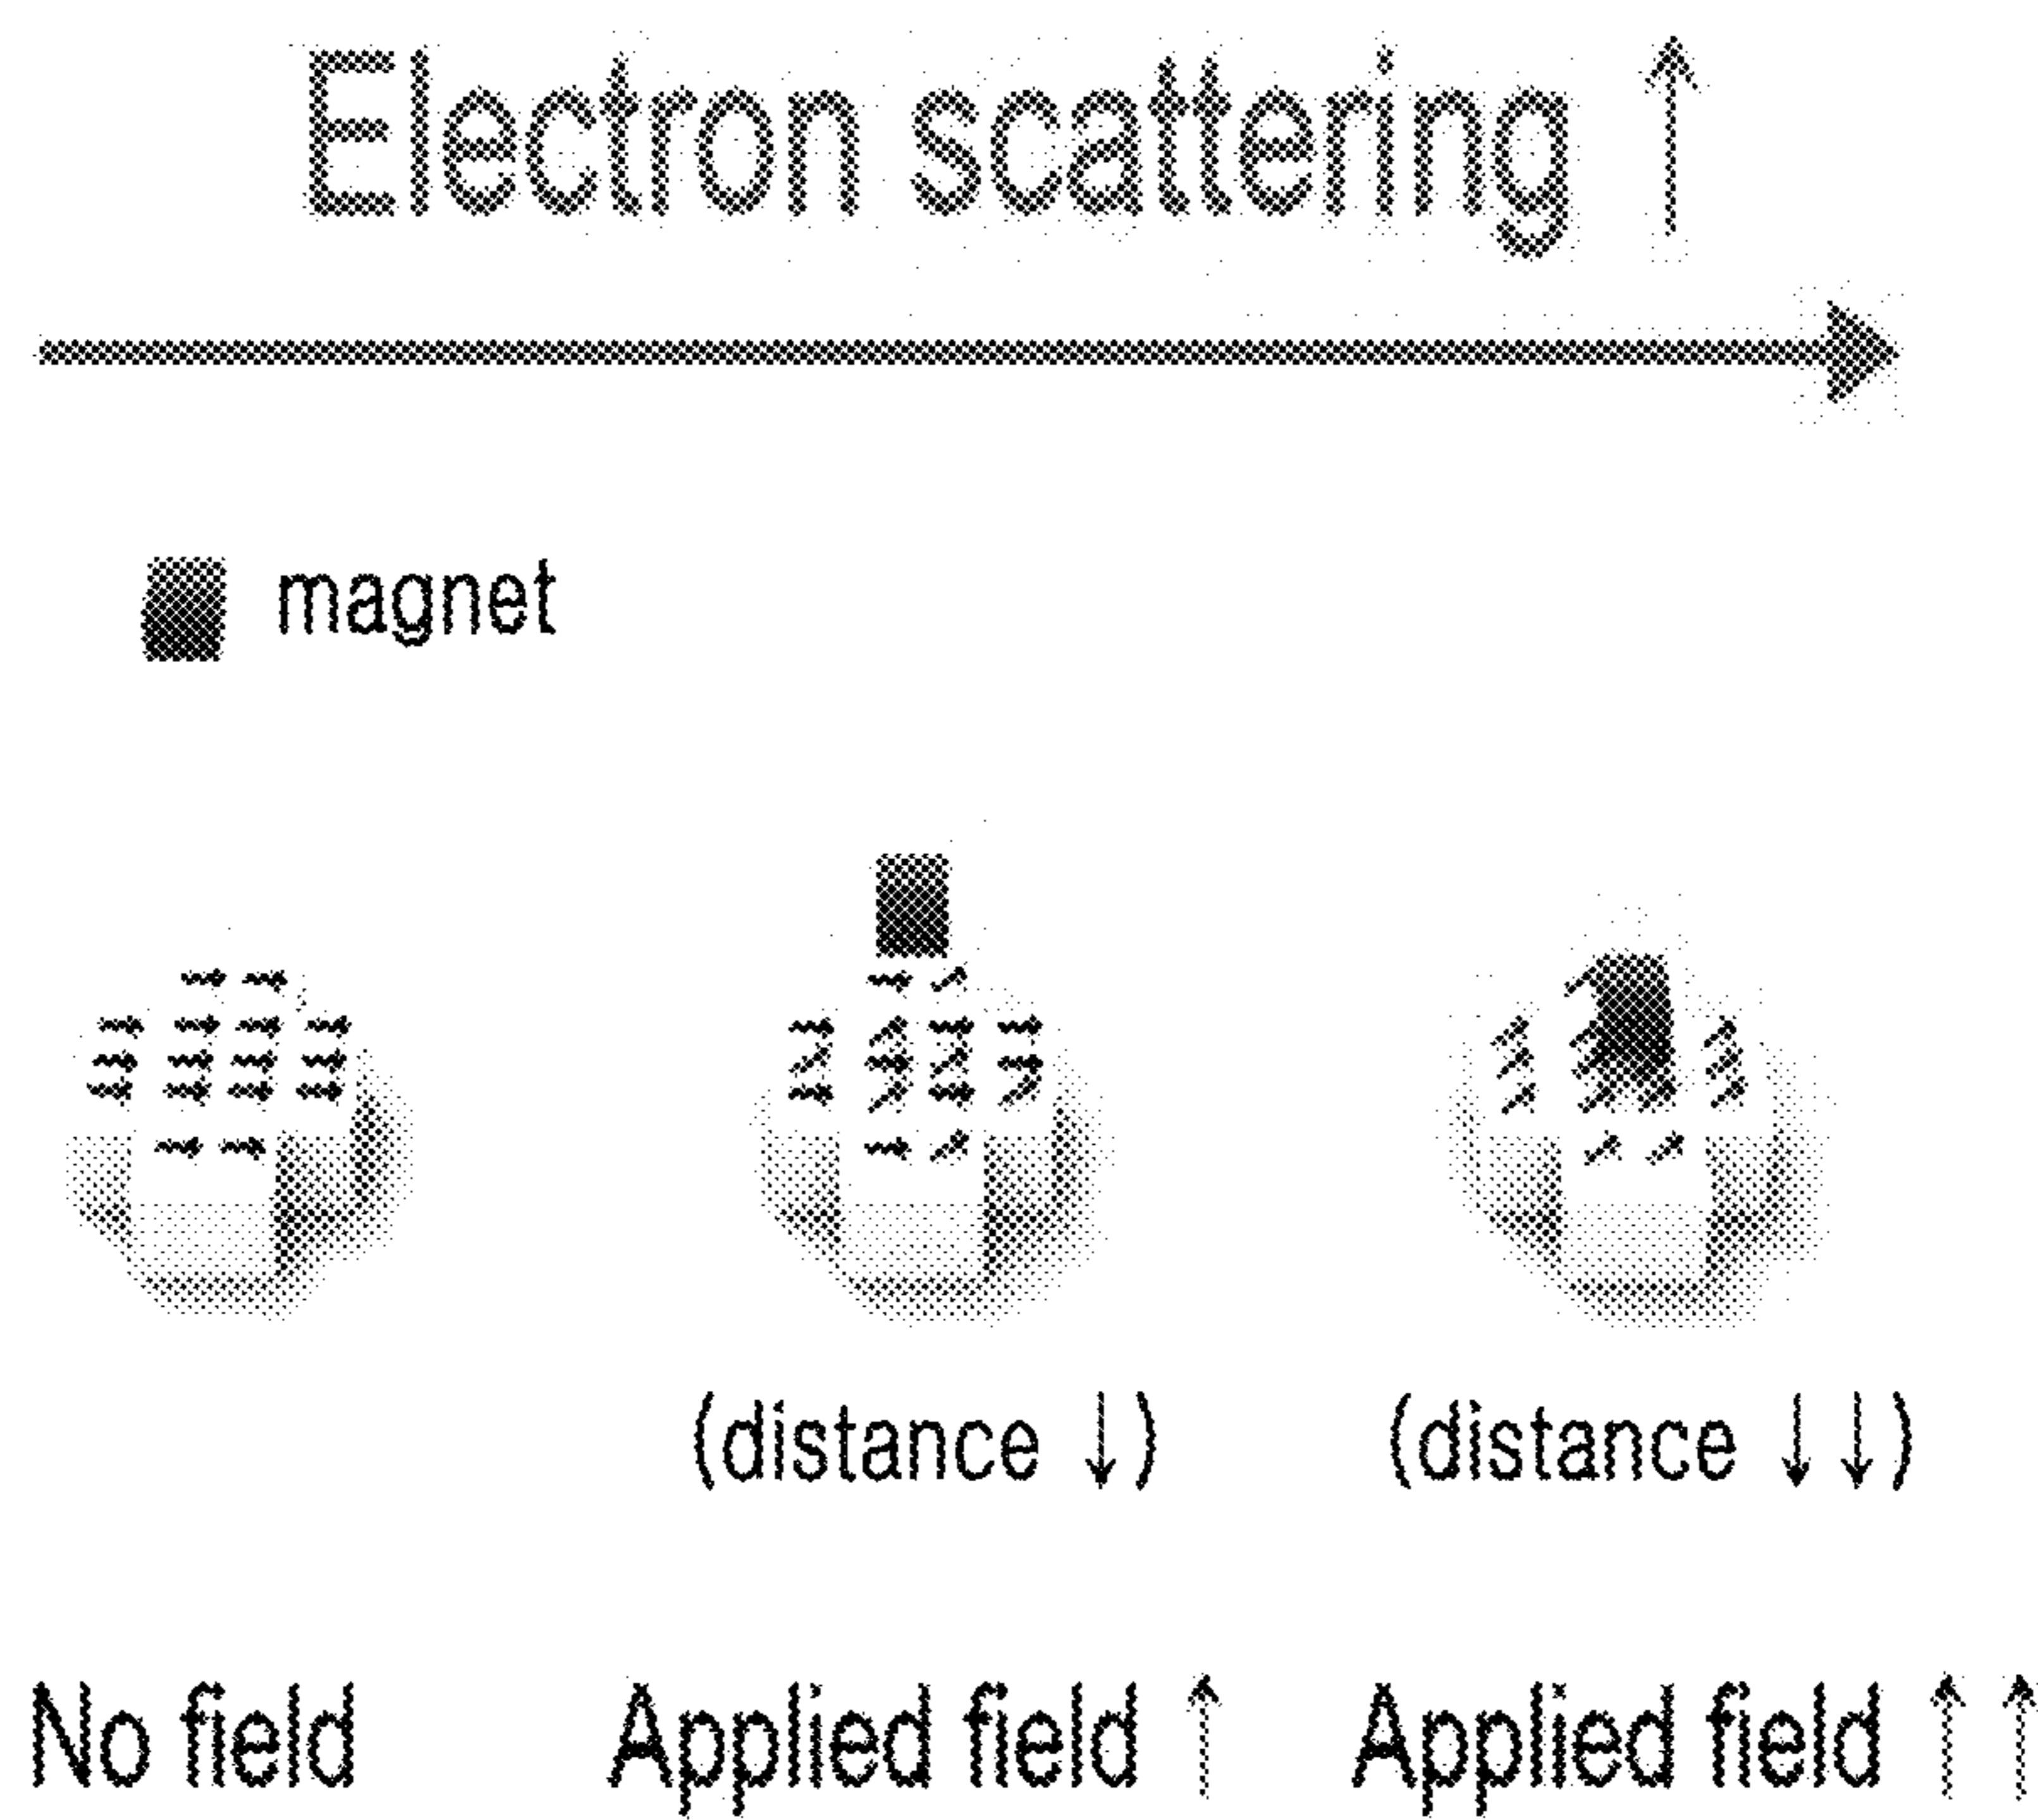 Electron scattering ↑
magnet
(distance ↓)
(distance ↓↓)
No field
Applied field ↑
Applied field ↑↑